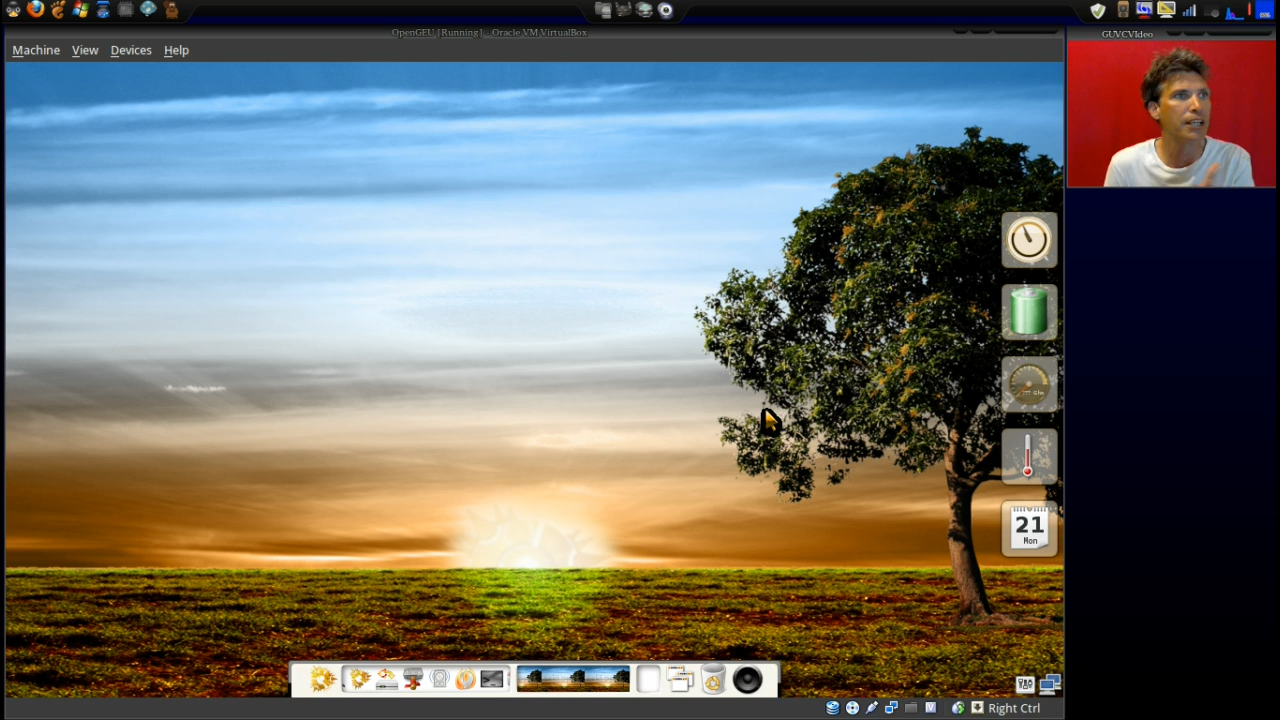 OpenGEU [Running] - Oracle VM VirtualBox
GUVCVIdeo
Machine View Devices Help
21
Mon
Right Ctrl